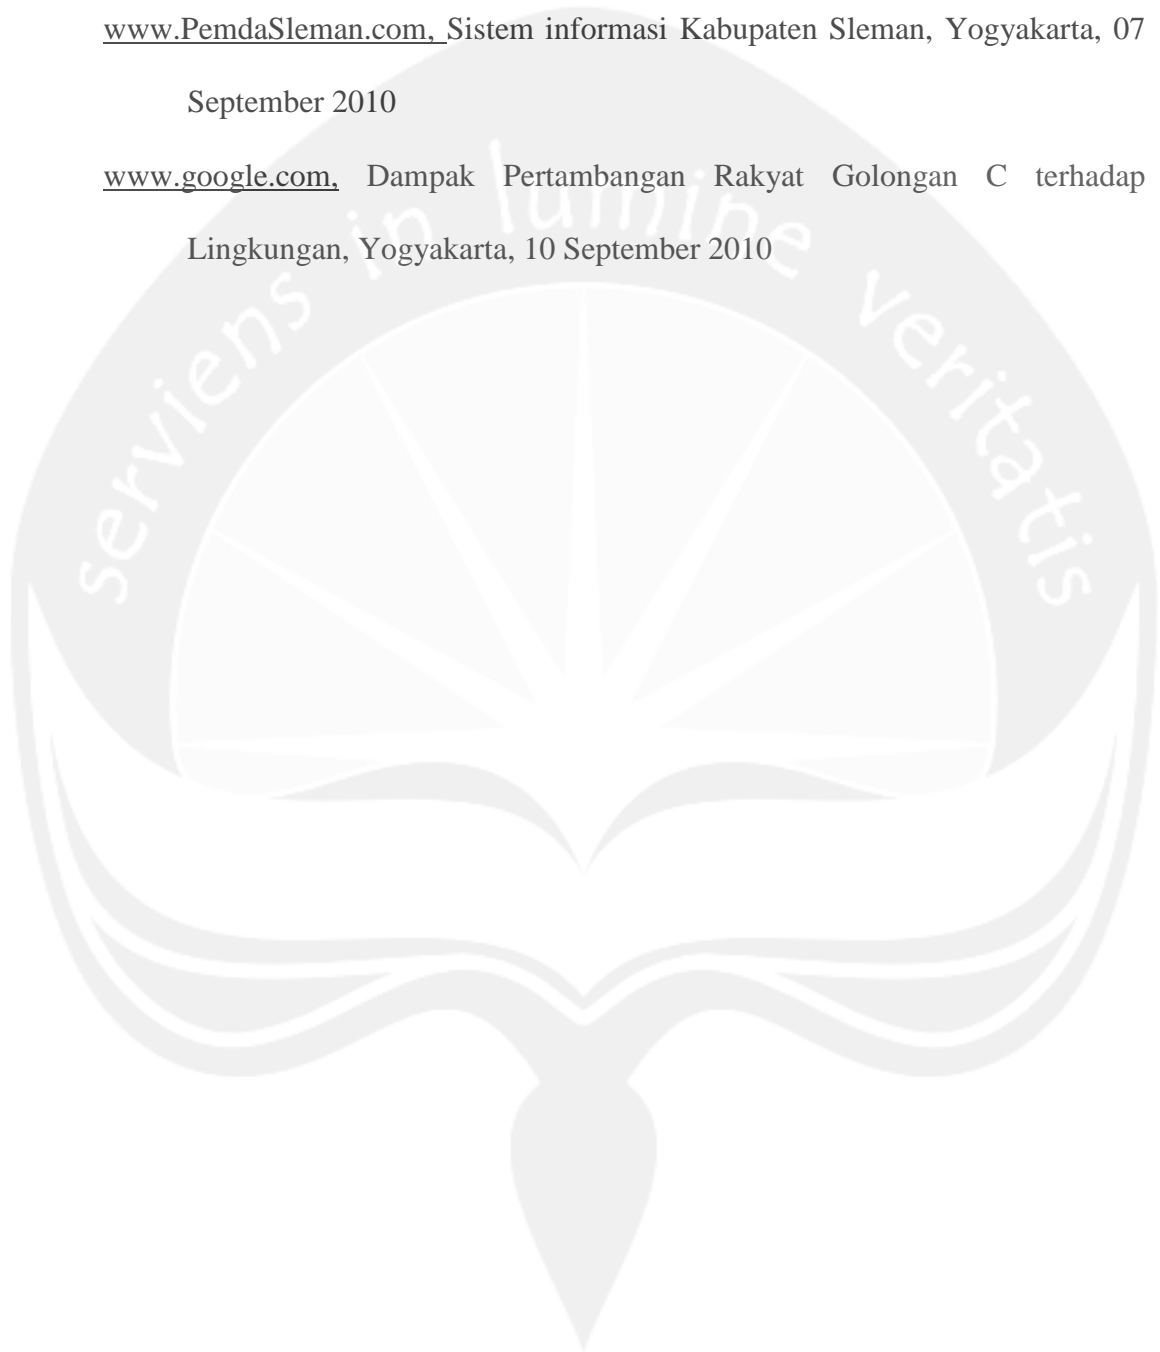 www.PemdaSleman.com, Sistem informasi Kabupaten Sleman, Yogyakarta, 07
September 2010
www.google.com, Dampak Pertambangan Rakyat Golongan C terhadap
Lingkungan, Yogyakarta, 10 September 2010
serviens in lumine veritatis